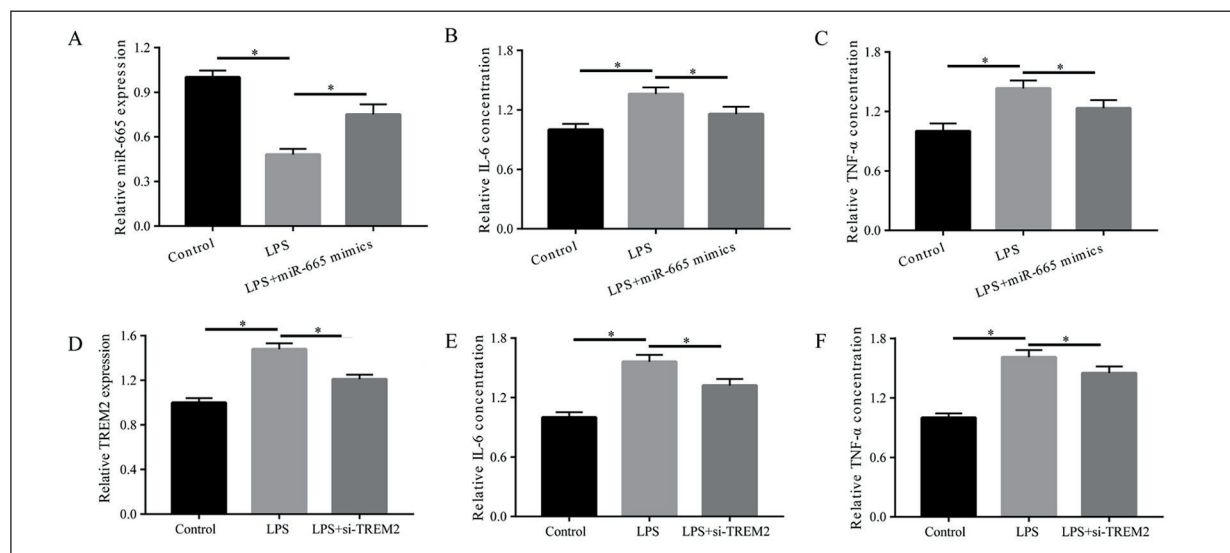 A
Relative miR-665 expression
1.2
0.9
0.6
0.3
0.0
*
*
Control
LPS
LPS+miR-665 mimics
B
Relative IL-6 concentration
1.8
1.4
1.0
0.6
0.0
*
*
Control
LPS
LPS+miR-665 mimics
C
Relative TNF-α concentration
1.8
1.2
0.6
0.0
*
*
Control
LPS
LPS+miR-665 mimics
D
Relative TREM2 expression
1.6
1.2
0.8
0.4
0.0
*
*
Control
LPS
LPS+si-TREM2
E
Relative IL-6 concentration
1.8
1.2
0.6
0.0
*
*
Control
LPS
LPS+si-TREM2
F
Relative TNF-α concentration
1.8
1.2
0.6
0.0
*
*
Control
LPS
LPS+si-TREM2